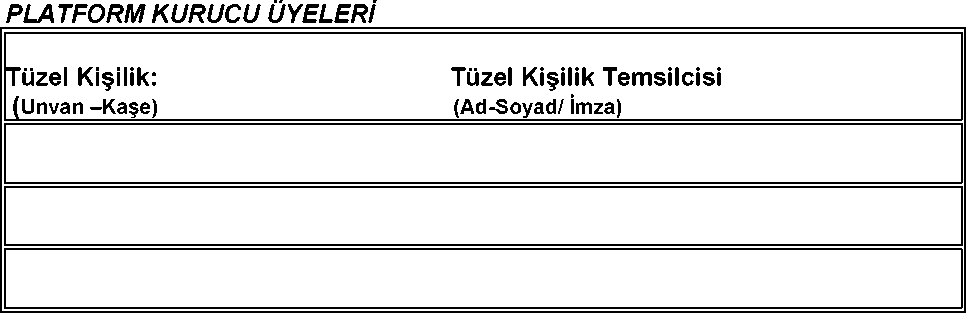 PLATFORM KURUCU ÜYELERİ
Tüzel Kişilik: Tüzel Kişilik Temsilcisi
(Unvan –Kaşe) (Ad-Soyad/ İmza)